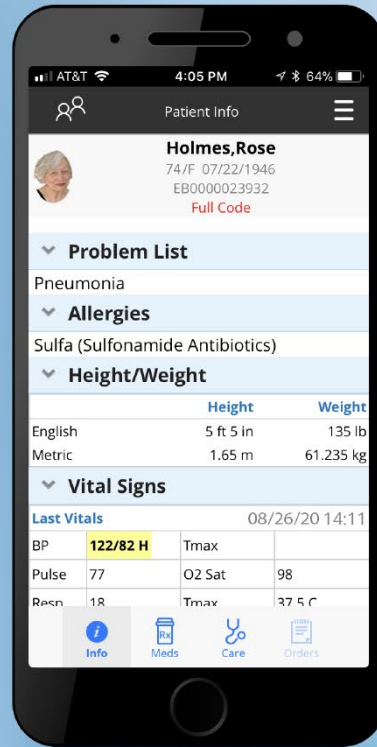 AT&T 4:05 PM 64%
Patient Info
Holmes,Rose
74/F 07/22/1946
EB0000023932
Full Code
Problem List
Pneumonia
Allergies
Sulfa (Sulfonamide Antibiotics)
Height/Weight
Height Weight
English 5 ft 5 in 135 lb
Metric 1.65 m 61.235 kg
Vital Signs
Last Vitals 08/26/20 14:11
BP 122/82 H Tmax
Pulse 77 O2 Sat 98
Resp 18 Tmax 37.5 C
i Rx
Info Meds Care Orders